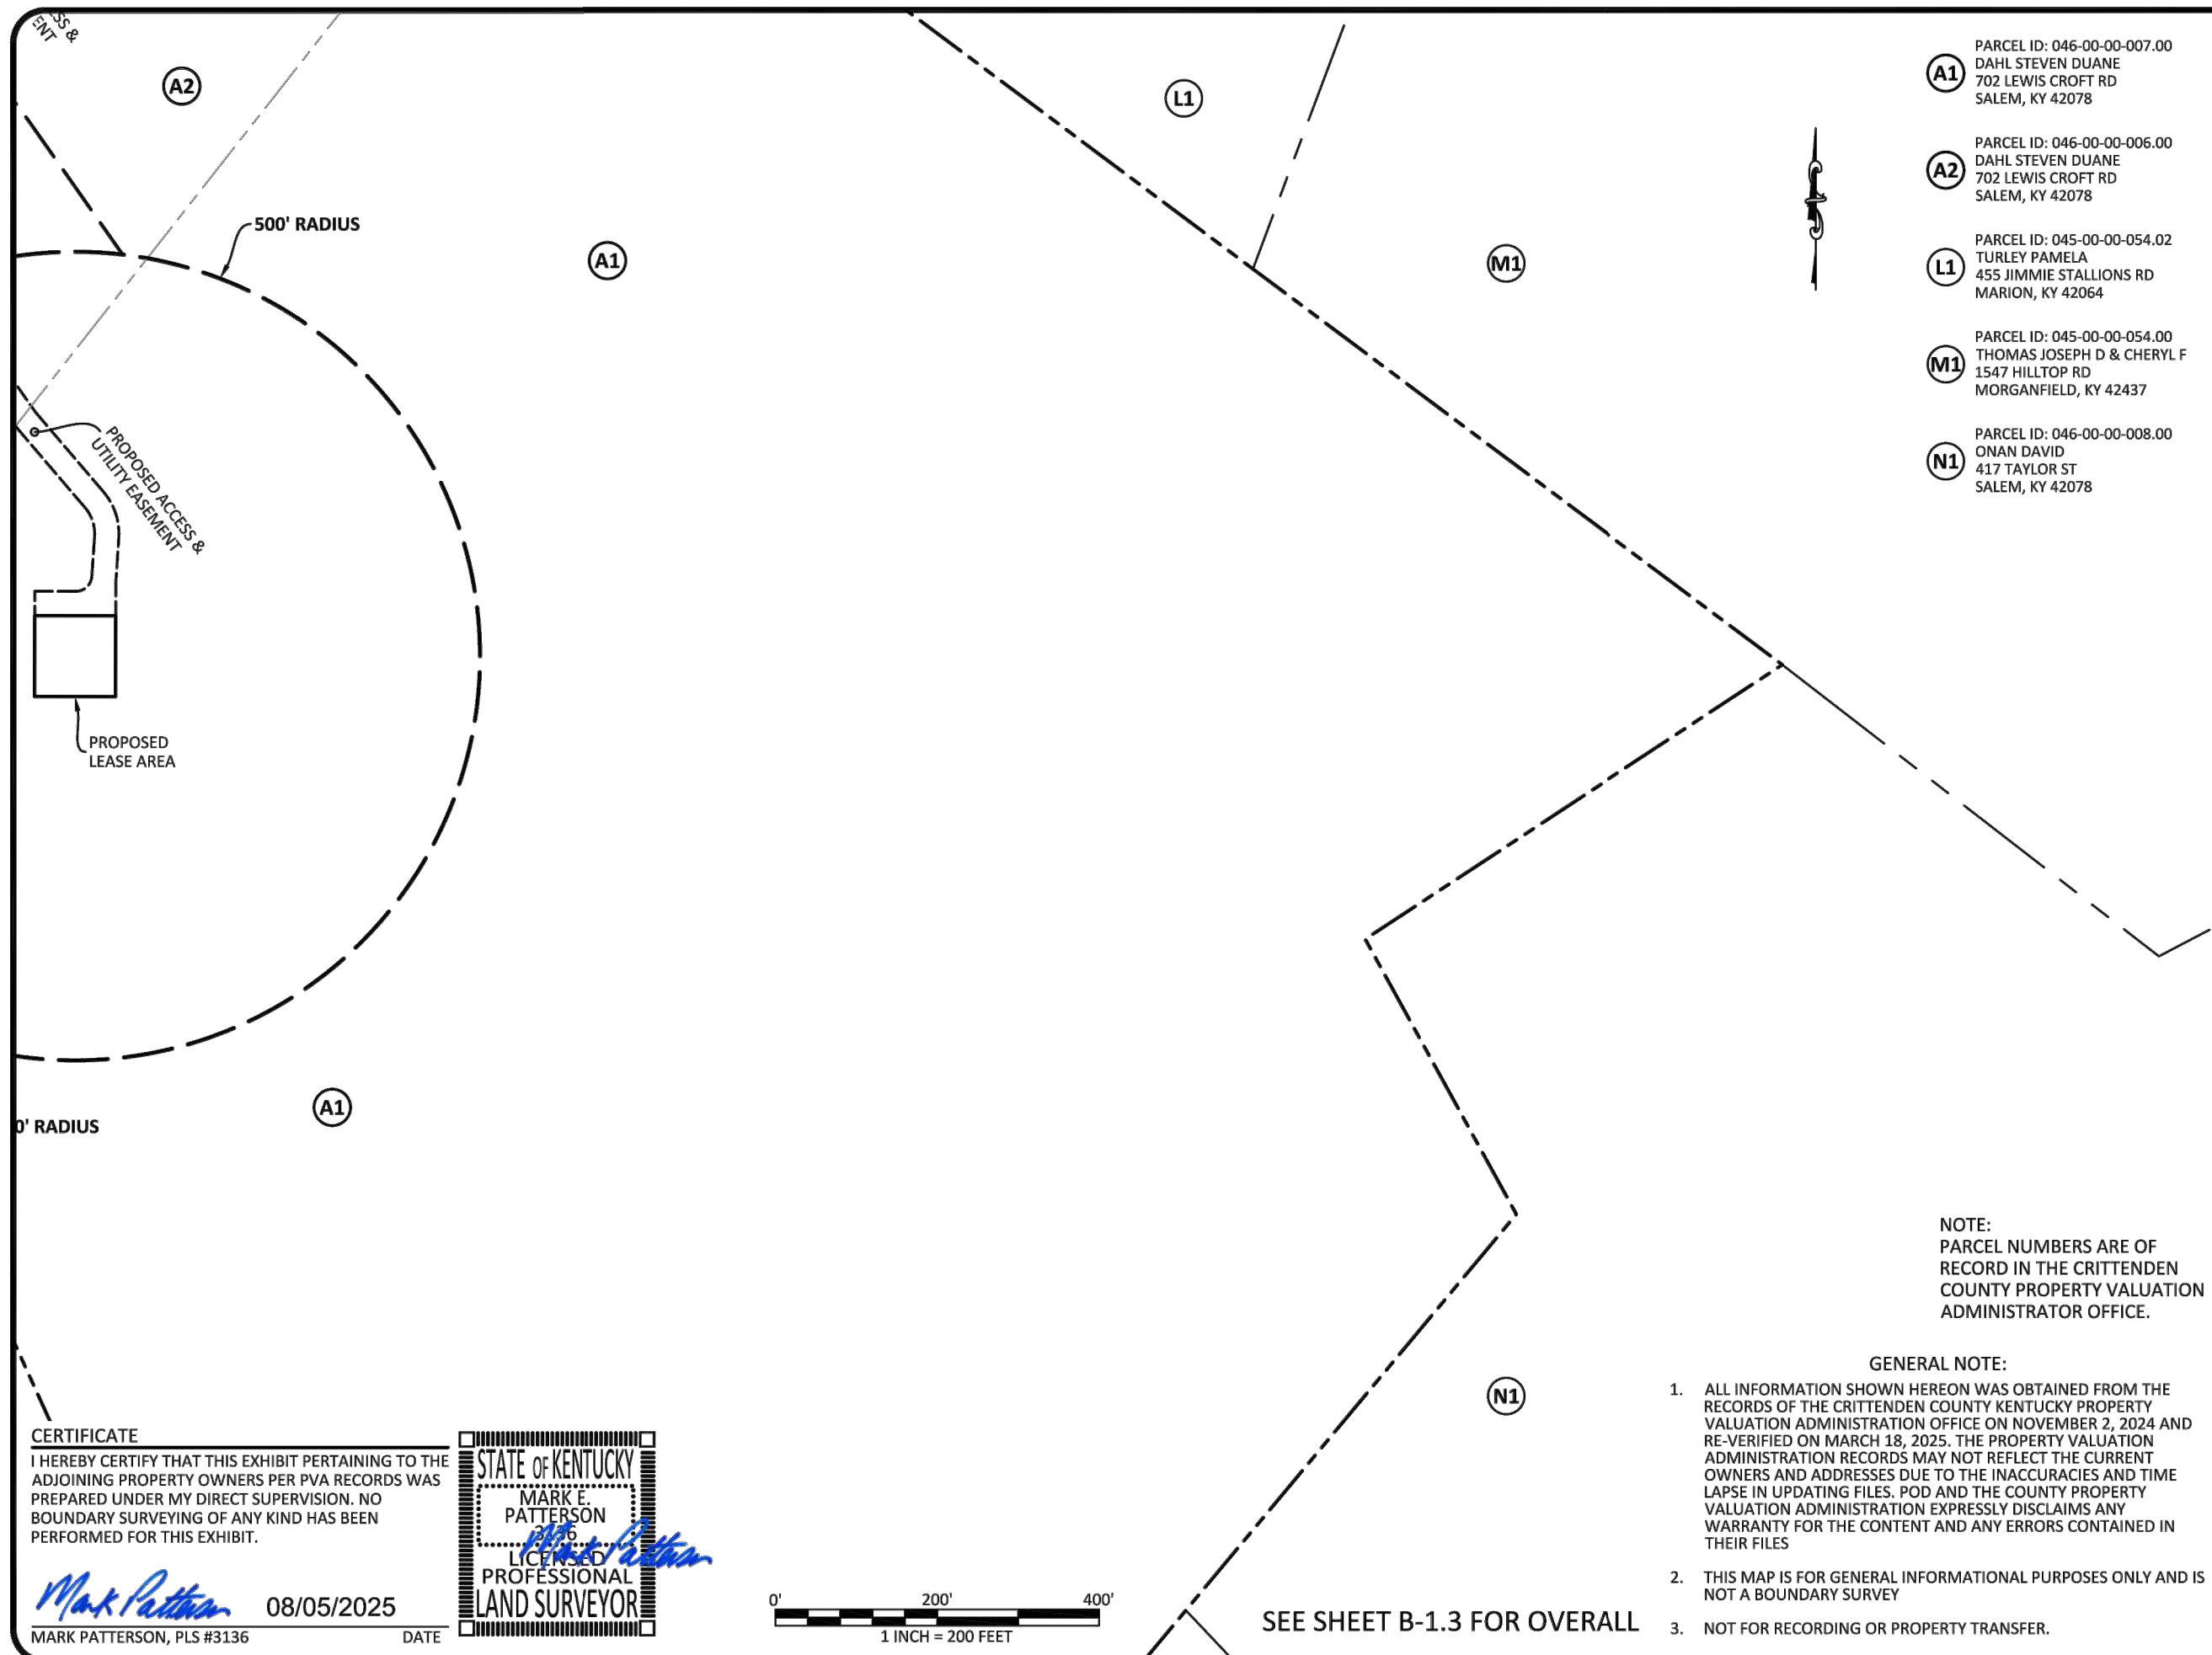 SS &
ENT
A2
L1
500' RADIUS
A1
M1
A1
PARCEL ID: 046-00-00-007.00
DAHL STEVEN DUANE
702 LEWIS CROFT RD
SALEM, KY 42078
A2
PARCEL ID: 046-00-00-006.00
DAHL STEVEN DUANE
702 LEWIS CROFT RD
SALEM, KY 42078
L1
PARCEL ID: 045-00-00-054.02
TURLEY PAMELA
455 JIMMIE STALLIONS RD
MARION, KY 42064
M1
PARCEL ID: 045-00-00-054.00
THOMAS JOSEPH D & CHERYL F
1547 HILLTOP RD
MORGANFIELD, KY 42437
N1
PARCEL ID: 046-00-00-008.00
ONAN DAVID
417 TAYLOR ST
SALEM, KY 42078
PROPOSED ACCESS &
UTILITY EASEMENT
PROPOSED
LEASE AREA
A1
0' RADIUS
N1
NOTE:
PARCEL NUMBERS ARE OF
RECORD IN THE CRITTENDEN
COUNTY PROPERTY VALUATION
ADMINISTRATOR OFFICE.
GENERAL NOTE:
1. ALL INFORMATION SHOWN HEREON WAS OBTAINED FROM THE
RECORDS OF THE CRITTENDEN COUNTY KENTUCKY PROPERTY
VALUATION ADMINISTRATION OFFICE ON NOVEMBER 2, 2024 AND
RE-VERIFIED ON MARCH 18, 2025. THE PROPERTY VALUATION
ADMINISTRATION RECORDS MAY NOT REFLECT THE CURRENT
OWNERS AND ADDRESSES DUE TO THE INACCURACIES AND TIME
LAPSE IN UPDATING FILES. POD AND THE COUNTY PROPERTY
VALUATION ADMINISTRATION EXPRESSLY DISCLAIMS ANY
WARRANTY FOR THE CONTENT AND ANY ERRORS CONTAINED IN
THEIR FILES
2. THIS MAP IS FOR GENERAL INFORMATIONAL PURPOSES ONLY AND IS
NOT A BOUNDARY SURVEY
3. NOT FOR RECORDING OR PROPERTY TRANSFER.
CERTIFICATE
I HEREBY CERTIFY THAT THIS EXHIBIT PERTAINING TO THE
ADJOINING PROPERTY OWNERS PER PVA RECORDS WAS
PREPARED UNDER MY DIRECT SUPERVISION. NO
BOUNDARY SURVEYING OF ANY KIND HAS BEEN
PERFORMED FOR THIS EXHIBIT.
Mark Patterson 08/05/2025
MARK PATTERSON, PLS #3136 DATE
STATE OF KENTUCKY
MARK E.
PATTERSON
3136
Mark Patterson
LICENSED
PROFESSIONAL
LAND SURVEYOR
0' 200' 400'
1 INCH = 200 FEET
SEE SHEET B-1.3 FOR OVERALL